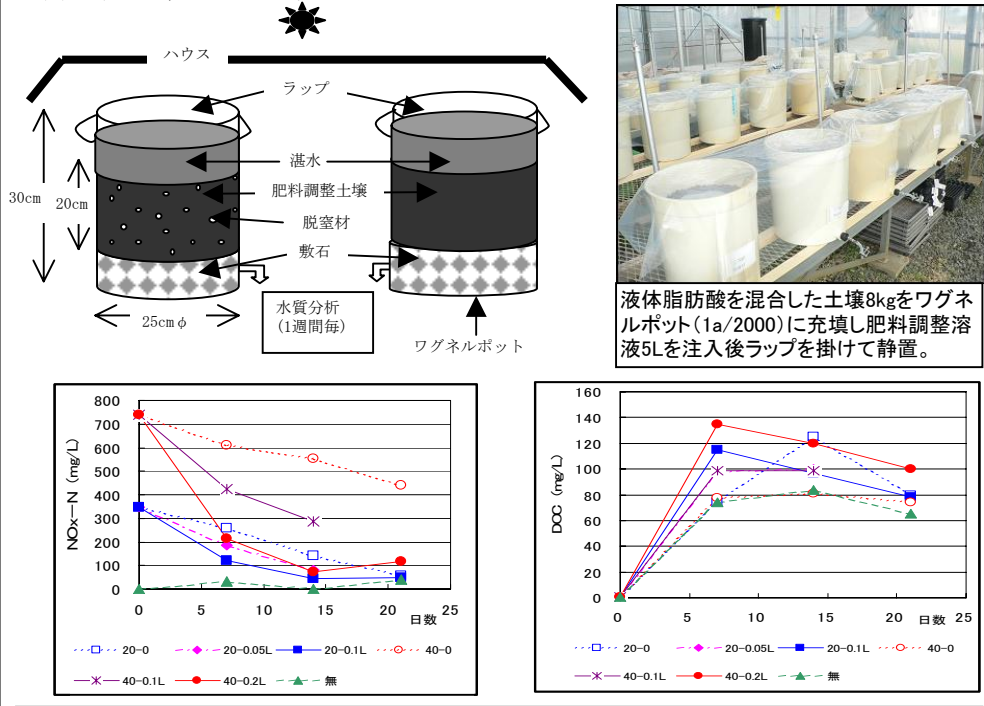 ハウス
ラップ
湛水
肥料調整土壌
脱窒材
敷石
30cm
20cm
25cmφ
水質分析
(1週間毎)
ワグネルポット
液体脂肪酸を混合した土壌8kgをワグ
ネルポット(1a/2000)に充填し肥料調整溶
液5Lを注入後ラップを掛けて静置。
NOx-N (mg/L)
800
700
600
500
400
300
200
100
0
0 5 10 15 20 25
日数
20-0 20-0.05L 20-0.1L 40-0
40-0.1L 40-0.2L 無
DOC (mg/L)
160
140
120
100
80
60
40
20
0
0 5 10 15 20 25
日数
20-0 20-0.05L 20-0.1L 40-0
40-0.1L 40-0.2L 無